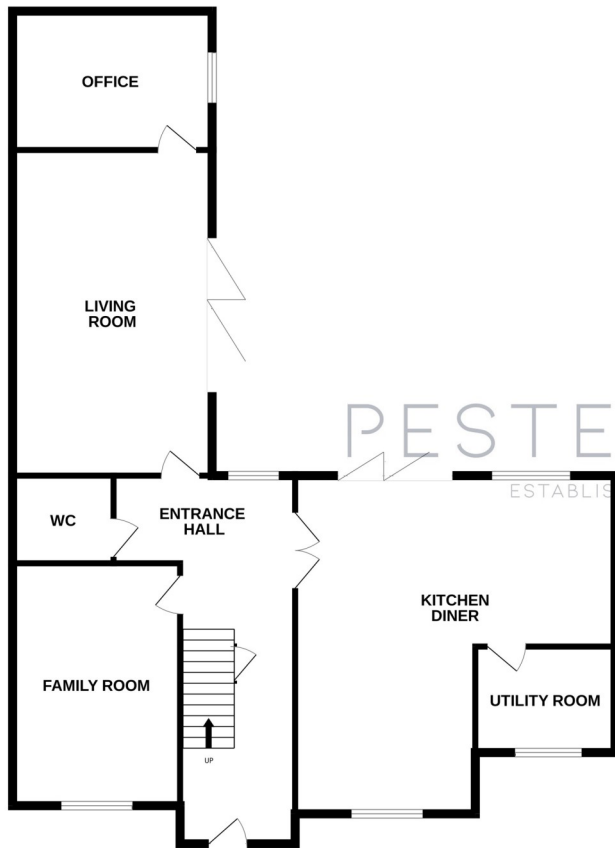 OFFICE
LIVING
ROOM
PESTE
ESTABLIS
WC
ENTRANCE
HALL
KITCHEN
DINER
FAMILY ROOM
UTILITY ROOM
UP